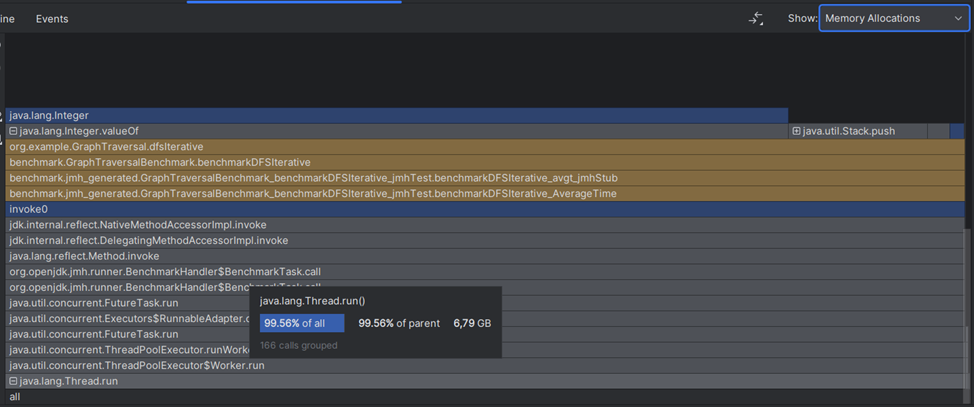 ine Events Show: Memory Allocations
java.lang.Integer
java.lang.Integer.valueOf java.util.Stack.push
org.example.GraphTraversal.dfsIterative
benchmark.GraphTraversalBenchmark.benchmarkDFSIterative
benchmark.jmh_generated.GraphTraversalBenchmark_benchmarkDFSIterative_jmhTest.benchmarkDFSIterative_avgt_jmhStub
benchmark.jmh_generated.GraphTraversalBenchmark_benchmarkDFSIterative_jmhTest.benchmarkDFSIterative_AverageTime
invoke0
jdk.internal.reflect.NativeMethodAccessorImpl.invoke
jdk.internal.reflect.DelegatingMethodAccessorImpl.invoke
java.lang.reflect.Method.invoke
org.openjdk.jmh.runner.BenchmarkHandler$BenchmarkTask.call
org.openjdk.jmh.runner.BenchmarkHandler$BenchmarkTask.call
java.lang.Thread.run()
java.util.concurrent.FutureTask.run
java.util.concurrent.Executors$RunnableAdapter.c
99.56% of all 99.56% of parent 6,79 GB
java.util.concurrent.FutureTask.run
166 calls grouped
java.util.concurrent.ThreadPoolExecutor.runWork
java.util.concurrent.ThreadPoolExecutor$Worker.run
java.lang.Thread.run
all